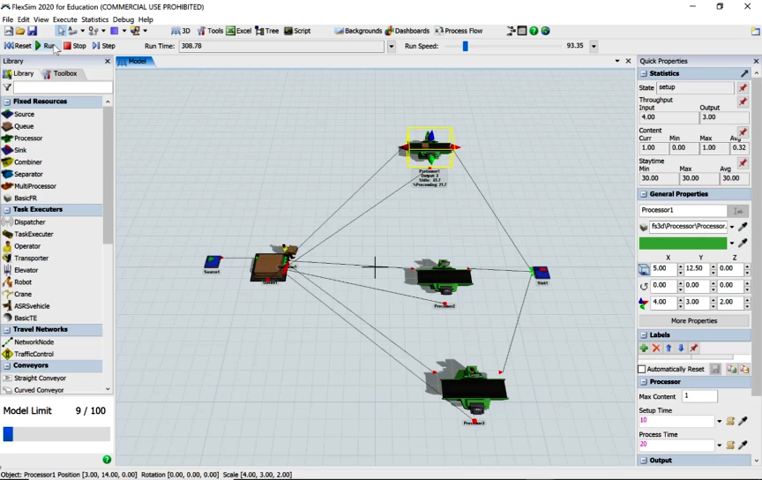 FlexSim 2020 for Education (COMMERCIAL USE PROHIBITED)
File Edit View Execute Statistics Debug Help
3D Tools Excel Tree Script Backgrounds Dashboards Process Flow
Reset Run Stop Step Run Time: 308.78 Run Speed: 93.35
Library
Library Toolbox
Fixed Resources
Source
Queue
Processor
Sink
Combiner
Separator
MultiProcessor
BasicFR
Task Executers
Dispatcher
TaskExecuter
Operator
Transporter
Elevator
Robot
Crane
ASRSvehicle
BasicTE
Travel Networks
NetworkNode
TrafficControl
Conveyors
Straight Conveyor
Curved Conveyor
Model Limit 9 / 100
Model
Processor1
Source1
Queue1
Processor2
Sink1
Processor3
Quick Properties
Statistics
State setup
Throughput
Input Output
4.00 3.00
Content
Curr Min Max Avg
1.00 0.00 1.00 0.32
Staytime
Min Max Avg
30.00 30.00 30.00
General Properties
Processor1
fs3d\Processor\Processor.
X Y Z
5.00 12.50 0.00
0.00 0.00 0.00
4.00 3.00 2.00
More Properties
Labels
Automatically Reset
Processor
Max Content 1
Setup Time
10
Process Time
20
Output
Object: Processor1 Position [3.00, 14.00, 0.00] Rotation [0.00, 0.00, 0.00] Scale [4.00, 3.00, 2.00]